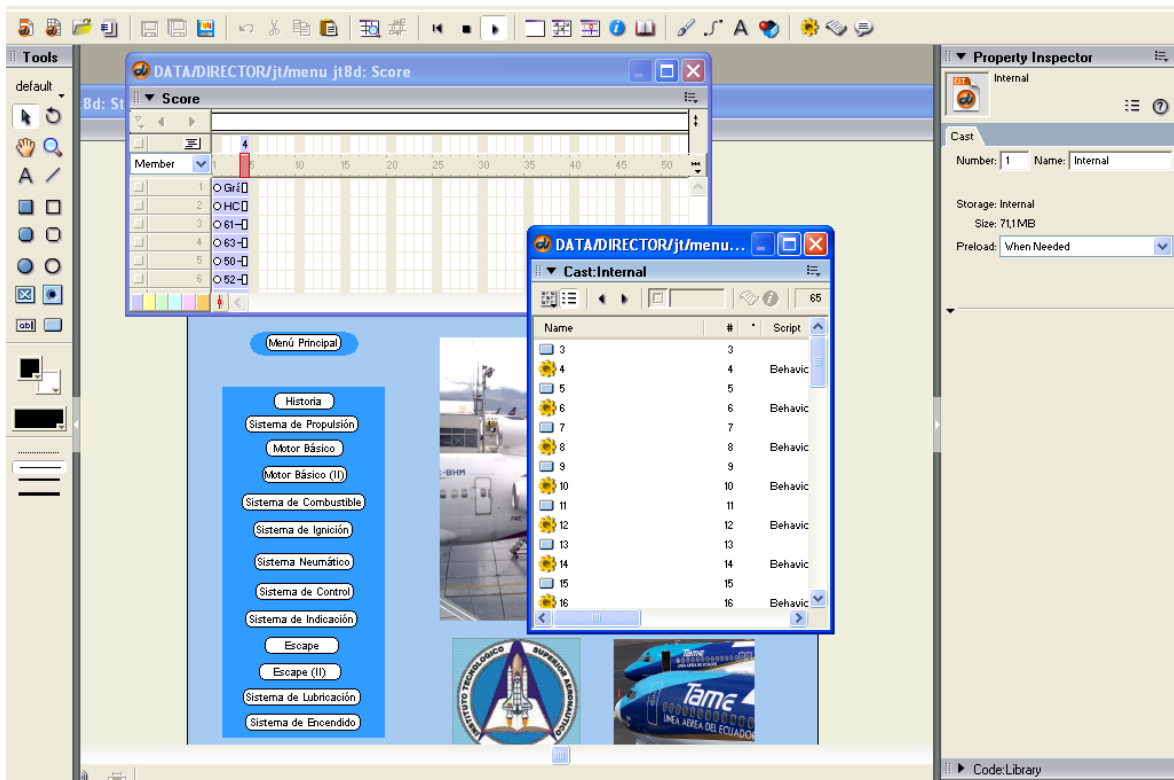 Tools
default
8d: St
DATA/DIRECTOR/jt/menu jt8d: Score
Score
4
Member
1 5 10 15 20 25 30 35 40 45 50
1 Grá
2 HC
3 61-
4 63-
5 50-
6 52-
DATA/DIRECTOR/jt/menu...
Cast:Internal
65
Name # * Script
3 3
4 4 Behavic
5 5
6 6 Behavic
7 7
8 8 Behavic
9 9
10 10 Behavic
11 11
12 12 Behavic
13 13
14 14 Behavic
15 15
16 16 Behavic
Menú Principal
Historia
Sistema de Propulsión
Motor Básico
Motor Básico (II)
Sistema de Combustible
Sistema de Ignición
Sistema Neumático
Sistema de Control
Sistema de Indicación
Escape
Escape (II)
Sistema de Lubricación
Sistema de Encendido
-BHM
INSTITUTO TECNOLOGICO SUPERIOR AERONAUTICO
Tame
Tame
LINEA AEREA DEL ECUADOR
Property Inspector
CST
Internal
Cast
Number: 1 Name: Internal
Storage: Internal
Size: 71,1MB
Preload: When Needed
Code:Library
A
abl